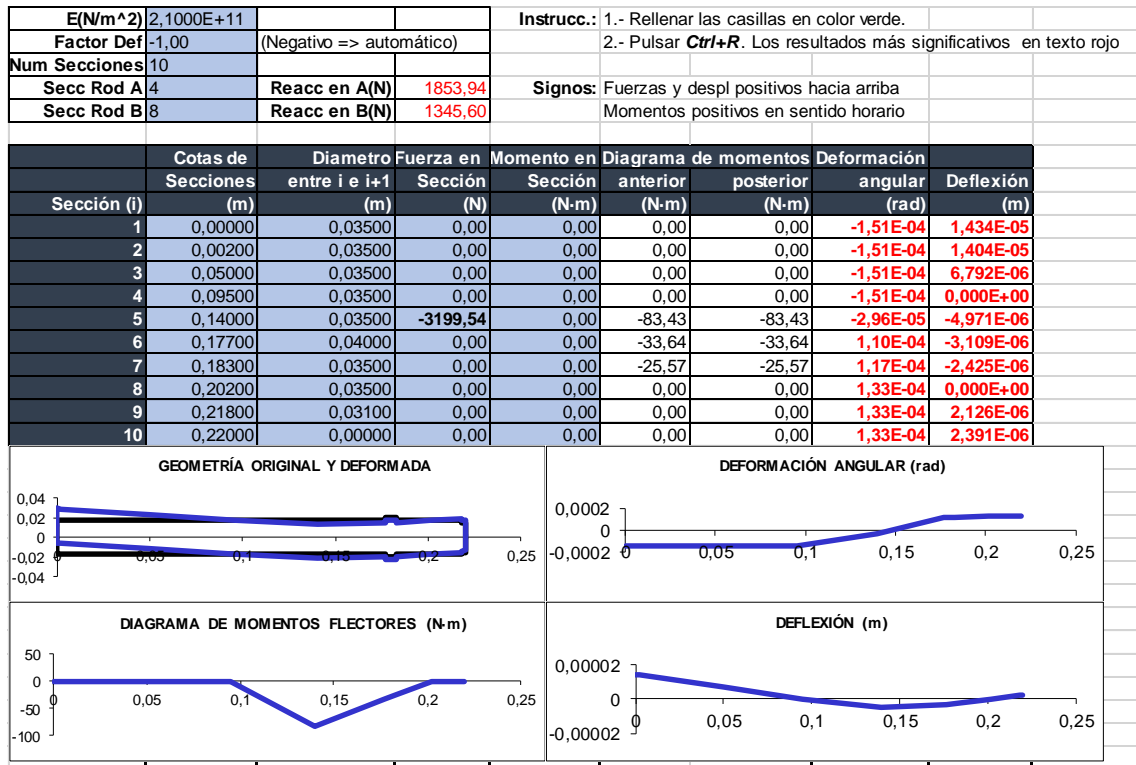 E(N/m^2) 2,1000E+11 Instrucc.: 1.- Rellenar las casillas en color verde.
Factor Def -1,00 (Negativo => automático) 2.- Pulsar Ctrl+R. Los resultados más significativos en texto rojo
Num Secciones 10
Secc Rod A 4 Reacc en A(N) 1853,94 Signos: Fuerzas y despl positivos hacia arriba
Secc Rod B 8 Reacc en B(N) 1345,60 Momentos positivos en sentido horario
Cotas de Diametro Fuerza en Momento en Diagrama de momentos Deformación
Secciones entre i e i+1 Sección Sección anterior posterior angular Deflexión
Sección (i) (m) (m) (N) (N·m) (N·m) (N·m) (rad) (m)
1 0,00000 0,03500 0,00 0,00 0,00 0,00 -1,51E-04 1,434E-05
2 0,00200 0,03500 0,00 0,00 0,00 0,00 -1,51E-04 1,404E-05
3 0,05000 0,03500 0,00 0,00 0,00 0,00 -1,51E-04 6,792E-06
4 0,09500 0,03500 0,00 0,00 0,00 0,00 -1,51E-04 0,000E+00
5 0,14000 0,03500 -3199,54 0,00 -83,43 -83,43 -2,96E-05 -4,971E-06
6 0,17700 0,04000 0,00 0,00 -33,64 -33,64 1,10E-04 -3,109E-06
7 0,18300 0,03500 0,00 0,00 -25,57 -25,57 1,17E-04 -2,425E-06
8 0,20200 0,03500 0,00 0,00 0,00 0,00 1,33E-04 0,000E+00
9 0,21800 0,03100 0,00 0,00 0,00 0,00 1,33E-04 2,126E-06
10 0,22000 0,00000 0,00 0,00 0,00 0,00 1,33E-04 2,391E-06
GEOMETRÍA ORIGINAL Y DEFORMADA
0,04
0,02
0
-0,02
-0,04
0 0,05 0,1 0,15 0,2 0,25
DEFORMACIÓN ANGULAR (rad)
0,0002
0
-0,0002
0 0,05 0,1 0,15 0,2 0,25
DIAGRAMA DE MOMENTOS FLECTORES (N·m)
50
0
-50
-100
0 0,05 0,1 0,15 0,2 0,25
DEFLEXIÓN (m)
0,00002
0
-0,00002
0 0,05 0,1 0,15 0,2 0,25